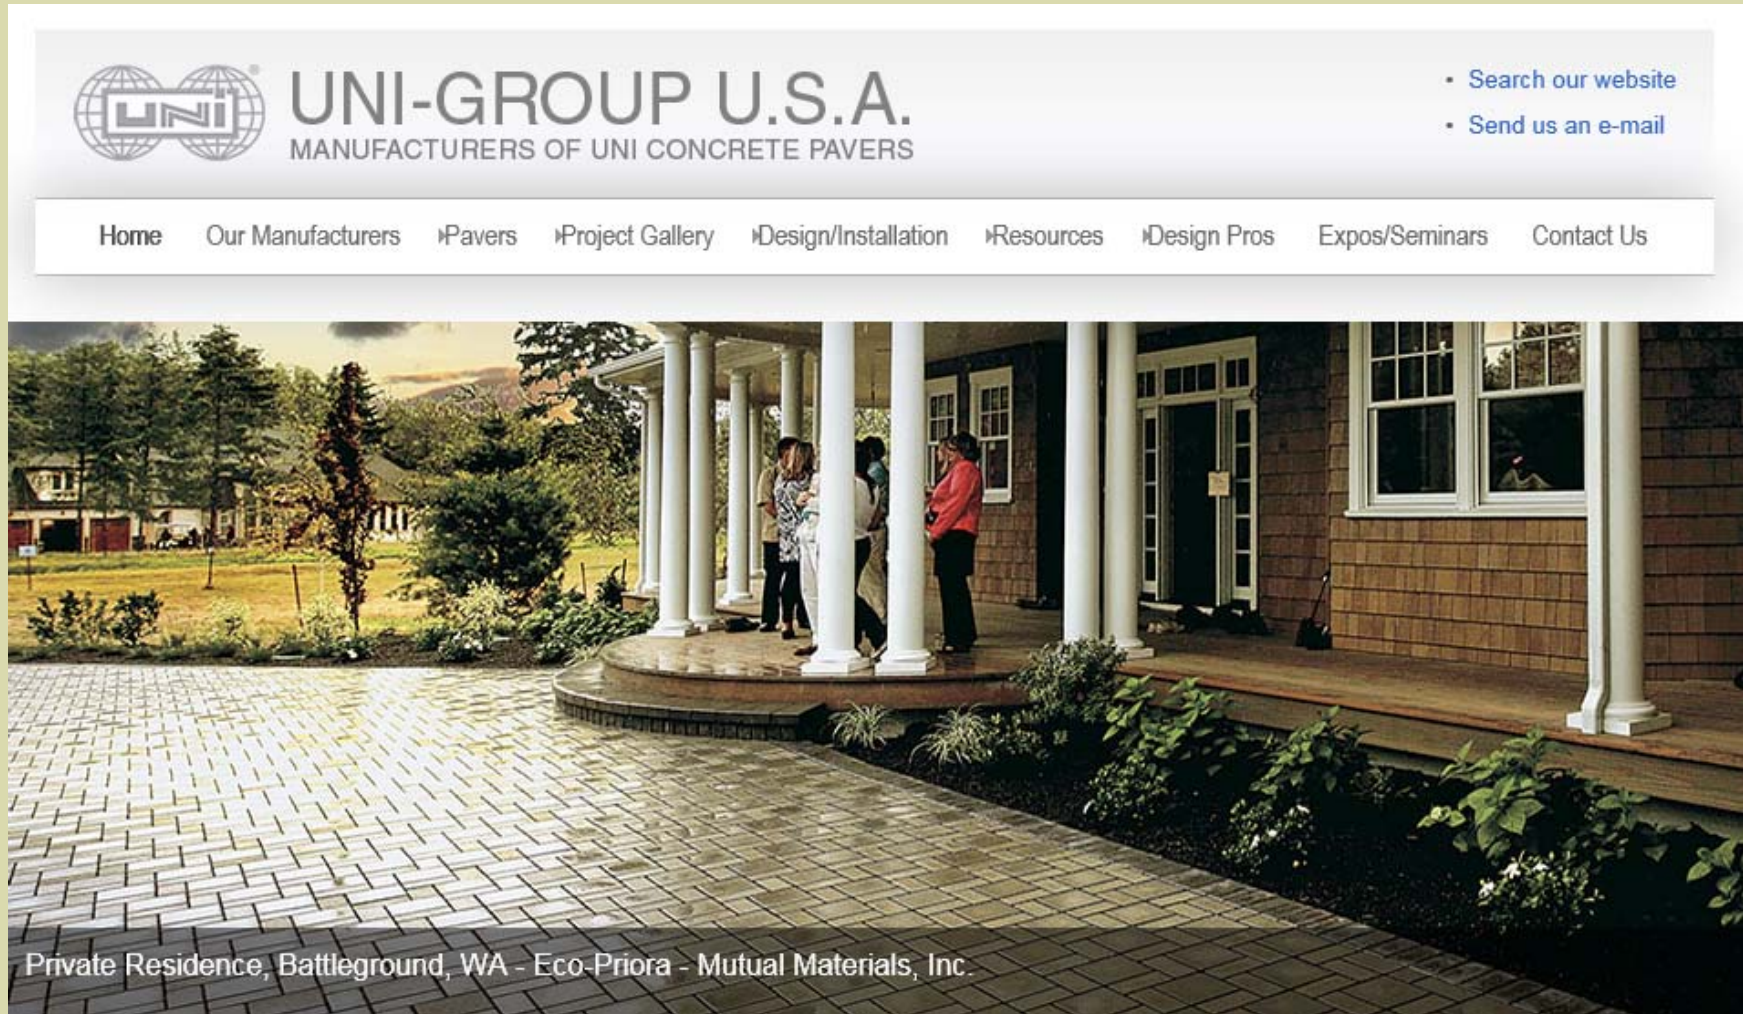 UNI®
UNI-GROUP U.S.A.
MANUFACTURERS OF UNI CONCRETE PAVERS
• Search our website
• Send us an e-mail
Home Our Manufacturers Pavers Project Gallery Design/Installation Resources Design Pros Expos/Seminars Contact Us
Private Residence, Battleground, WA - Eco-Priora - Mutual Materials, Inc.